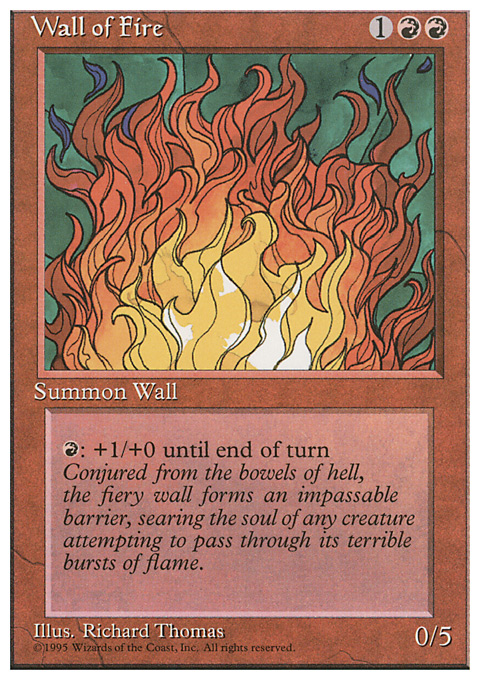 Wall of Fire
1
Summon Wall
: +1/+0 until end of turn
Conjured from the bowels of hell,
the fiery wall forms an impassable
barrier, searing the soul of any creature
attempting to pass through its terrible
bursts of flame.
Illus. Richard Thomas
0/5
©1995 Wizards of the Coast, Inc. All rights reserved.